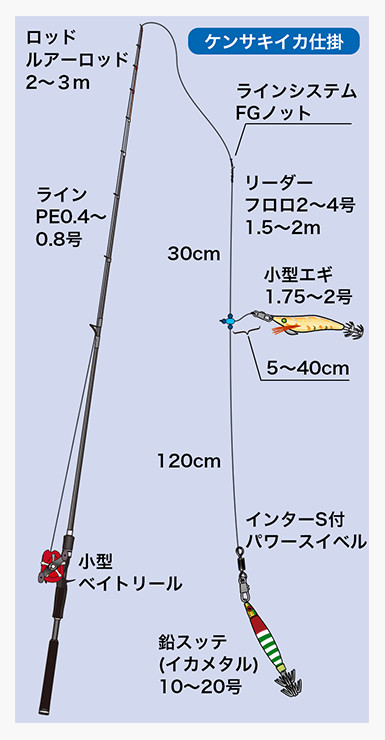 ケンサキイカ仕掛
ロッド
ルアーロッド
2〜3m
ラインシステム
FGノット
ライン
PE0.4〜
0.8号
リーダー
フロロ2〜4号
1.5〜2m
30cm
小型エギ
1.75〜2号
5〜40cm
120cm
インターS付
パワースイベル
小型
ベイトリール
鉛スッテ
(イカメタル)
10〜20号